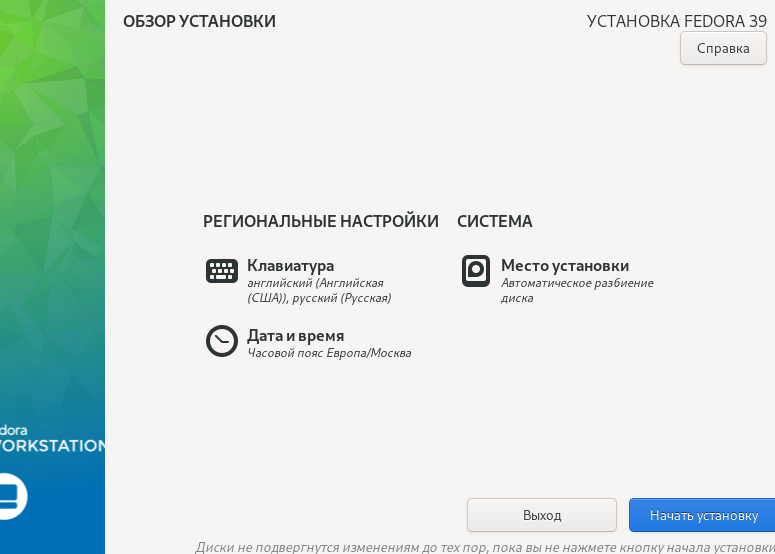 ОБЗОР УСТАНОВКИ
УСТАНОВКА FEDORA 39
Справка
РЕГИОНАЛЬНЫЕ НАСТРОЙКИ
СИСТЕМА
Клавиатура
английский (Английская
(США)), русский (Русская)
Место установки
Автоматическое разбиение
диска
Дата и время
Часовой пояс Европа/Москва
dora
WORKSTATION
Выход
Начать установку
Диски не подвергнутся изменениям до тех пор, пока вы не нажмете кнопку начала установки